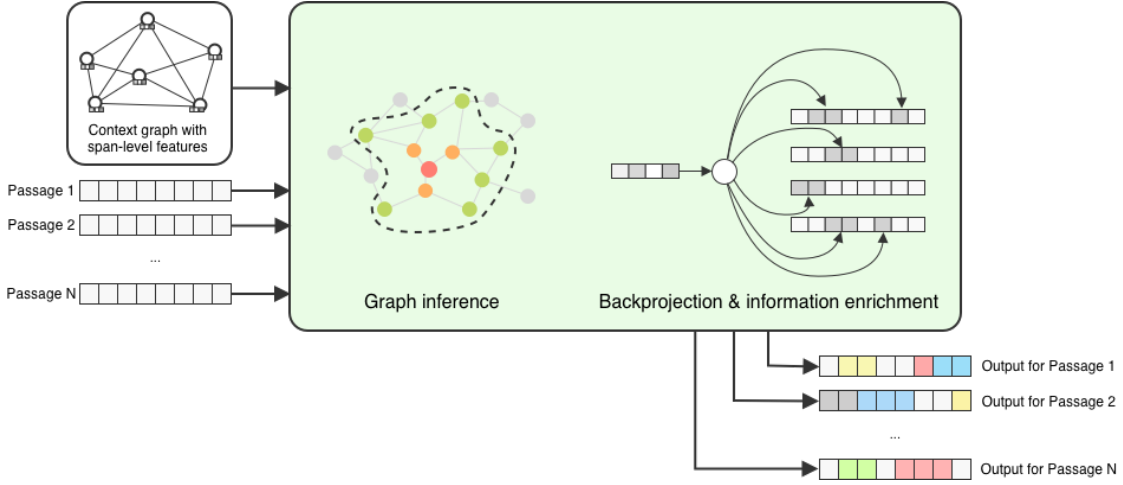 Context graph with
span-level features
Passage 1
Passage 2
...
Passage N
Graph inference
Backprojection & information enrichment
Output for Passage 1
Output for Passage 2
...
Output for Passage N